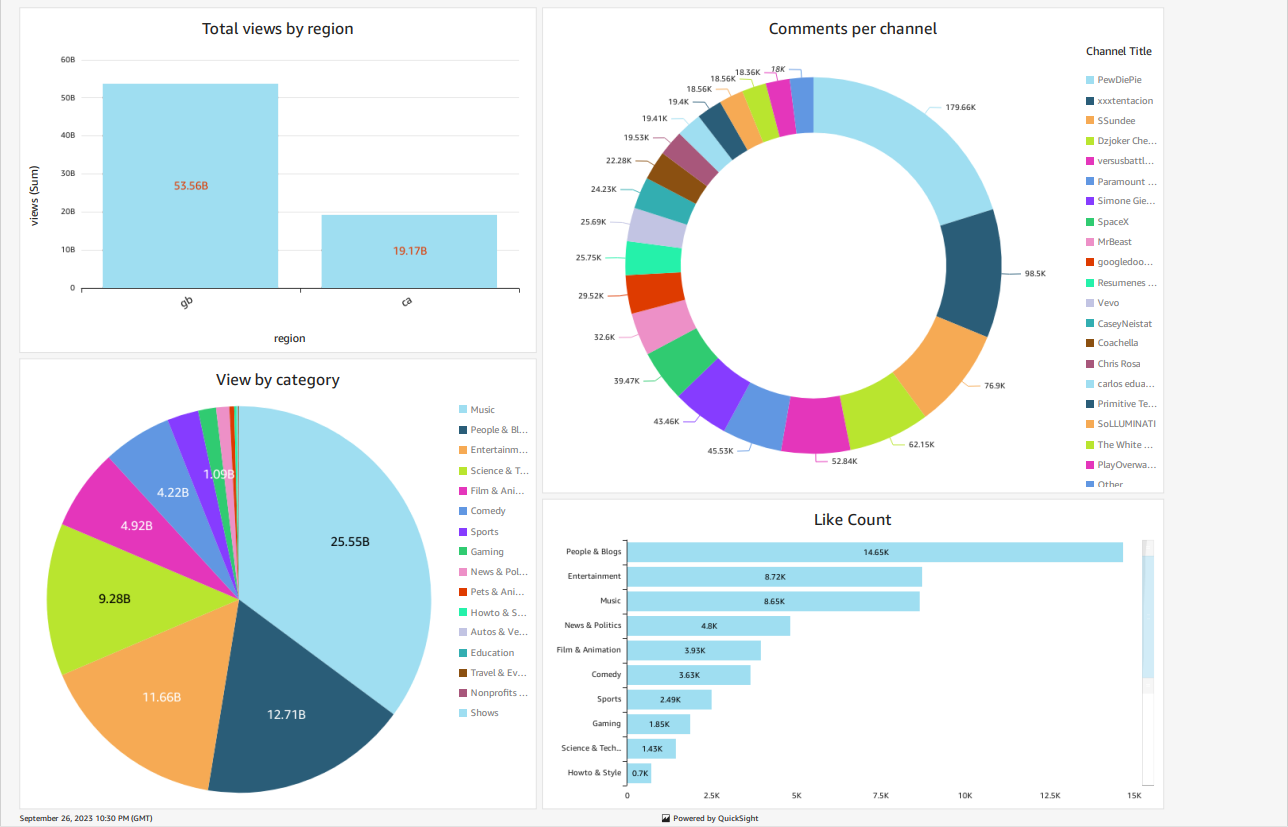 Total views by region
60B
50B
40B
30B
20B
10B
0
views (Sum)
53.56B
19.17B
gb
ca
region
Comments per channel
179.66K
98.5K
76.9K
62.15K
52.84K
45.53K
43.46K
39.47K
32.6K
29.52K
25.75K
25.69K
24.23K
22.28K
19.53K
19.41K
19.4K
18.56K
18.56K
18.36K
18K
Channel Title
PewDiePie
xxxtentacion
SSundee
Dzjoker Che...
versusbattl...
Paramount ...
Simone Gie...
SpaceX
MrBeast
googledoo...
Resumenes ...
Vevo
CaseyNeistat
Coachella
Chris Rosa
carlos edua...
Primitive Te...
SoLLUMINATI
The White ...
PlayOverwa...
Other
View by category
25.55B
12.71B
11.66B
9.28B
4.92B
4.22B
1.09B
Music
People & Bl...
Entertainm...
Science & T...
Film & Ani...
Comedy
Sports
Gaming
News & Pol...
Pets & Ani...
Howto & S...
Autos & Ve...
Education
Travel & Ev...
Nonprofits ...
Shows
Like Count
People & Blogs 14.65K
Entertainment 8.72K
Music 8.65K
News & Politics 4.8K
Film & Animation 3.93K
Comedy 3.63K
Sports 2.49K
Gaming 1.85K
Science & Tech... 1.43K
Howto & Style 0.7K
0 2.5K 5K 7.5K 10K 12.5K 15K
September 26, 2023 10:30 PM (GMT)
Powered by QuickSight